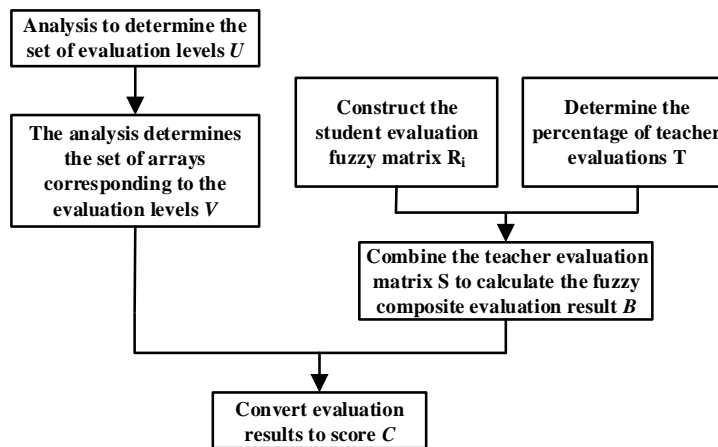 Analysis to determine the
set of evaluation levels U
The analysis determines
the set of arrays
corresponding to the
evaluation levels V
Construct the
student evaluation
fuzzy matrix Ri
Determine the
percentage of teacher
evaluations T
Combine the teacher evaluation
matrix S to calculate the fuzzy
composite evaluation result B
Convert evaluation
results to score C